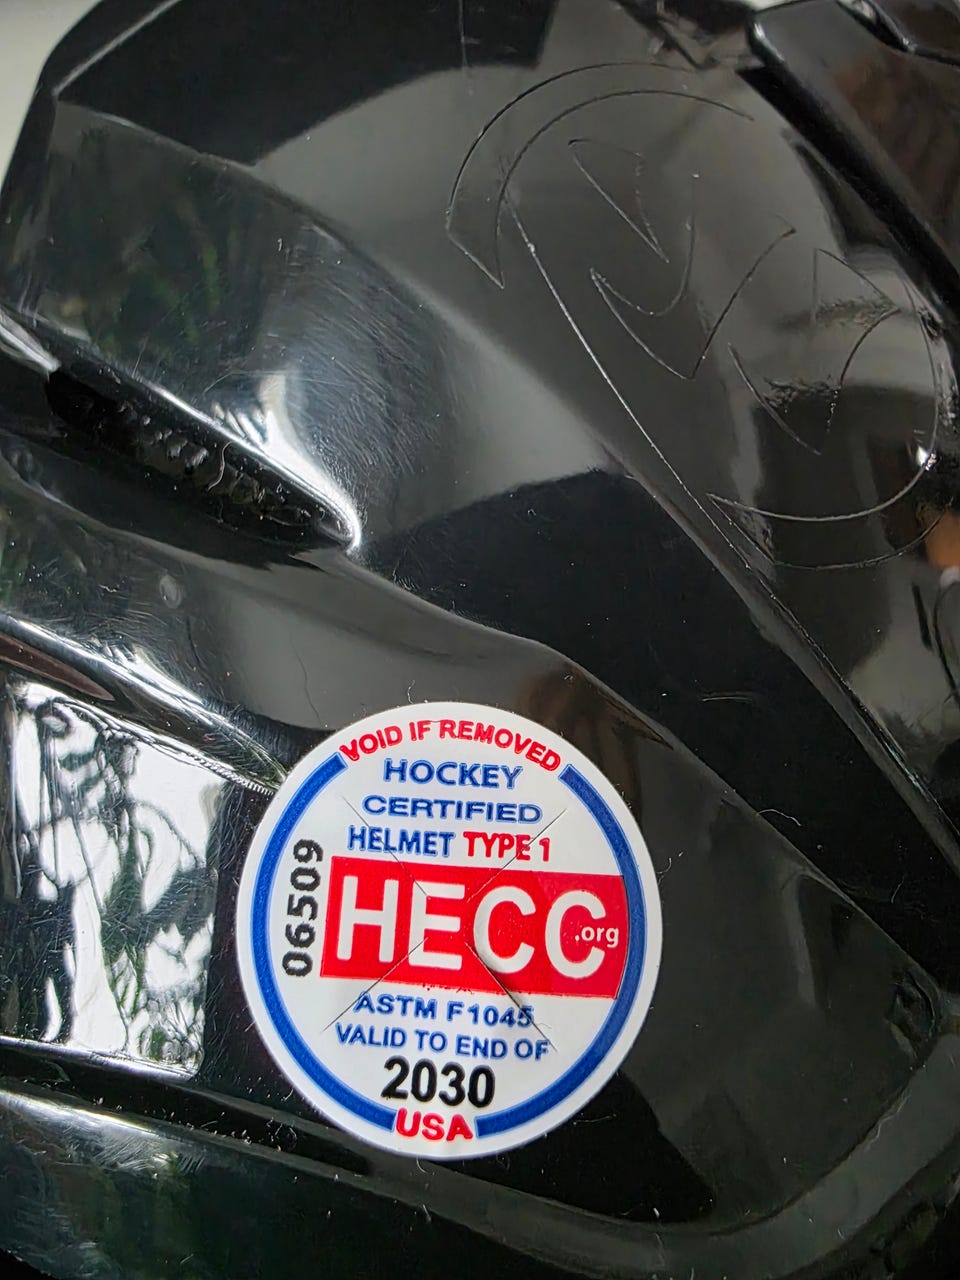 VOID IF REMOVED
HOCKEY
CERTIFIED
HELMET TYPE 1
06509
HECC.org
ASTM F1045
VALID TO END OF
2030
USA